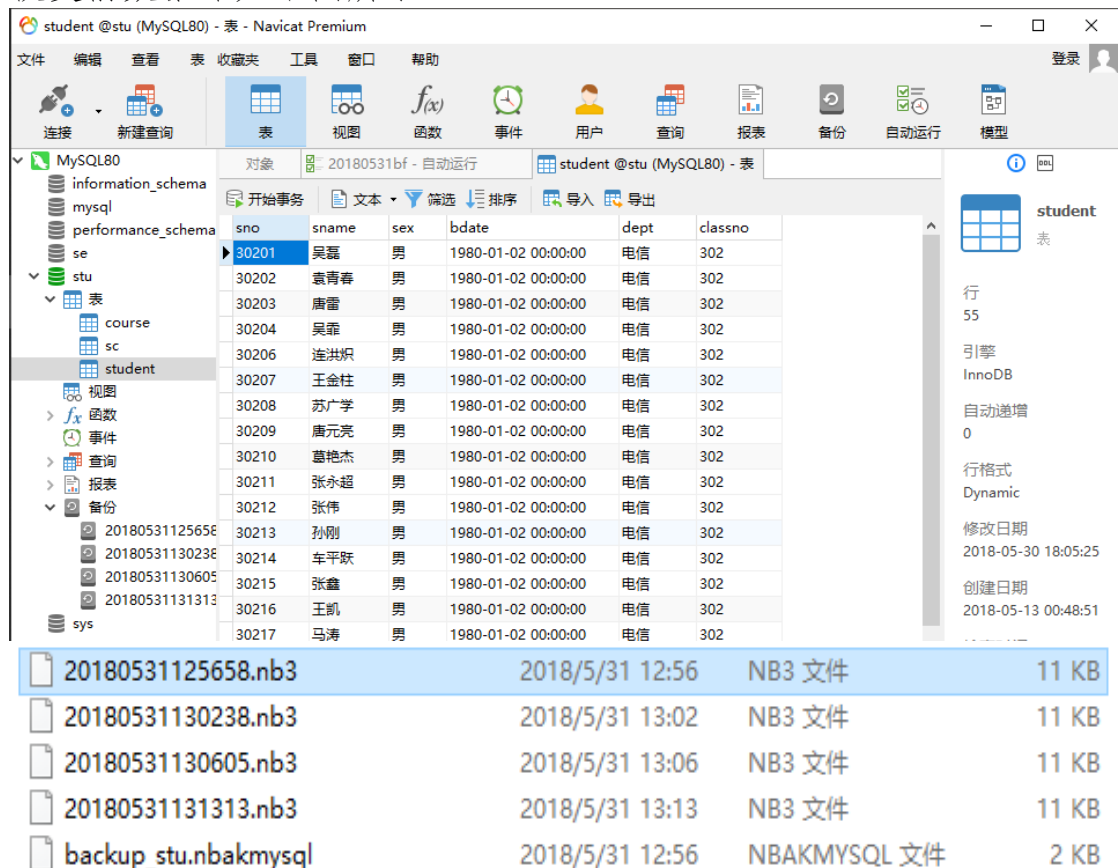 student @stu (MySQL80) - 表 - Navicat Premium
文件 编辑 查看 表 收藏夹 工具 窗口 帮助 登录
连接 新建查询 表 视图 f(x) 函数 事件 用户 查询 报表 备份 自动运行 模型
MySQL80
information_schema
mysql
performance_schema
se
stu
表
course
sc
student
视图
fx 函数
事件
查询
报表
备份
20180531125658
20180531130238
20180531130605
20180531131313
sys
对象 20180531bf - 自动运行 student @stu (MySQL80) - 表
开始事务 文本 筛选 排序 导入 导出
sno sname sex bdate dept classno
30201 吴磊 男 1980-01-02 00:00:00 电信 302
30202 袁青春 男 1980-01-02 00:00:00 电信 302
30203 唐雷 男 1980-01-02 00:00:00 电信 302
30204 吴霏 男 1980-01-02 00:00:00 电信 302
30206 连洪炽 男 1980-01-02 00:00:00 电信 302
30207 王金柱 男 1980-01-02 00:00:00 电信 302
30208 苏广学 男 1980-01-02 00:00:00 电信 302
30209 唐元亮 男 1980-01-02 00:00:00 电信 302
30210 葛艳杰 男 1980-01-02 00:00:00 电信 302
30211 张永超 男 1980-01-02 00:00:00 电信 302
30212 张伟 男 1980-01-02 00:00:00 电信 302
30213 孙刚 男 1980-01-02 00:00:00 电信 302
30214 车平跃 男 1980-01-02 00:00:00 电信 302
30215 张鑫 男 1980-01-02 00:00:00 电信 302
30216 王凯 男 1980-01-02 00:00:00 电信 302
30217 马涛 男 1980-01-02 00:00:00 电信 302
DDL
student
表
行
55
引擎
InnoDB
自动递增
0
行格式
Dynamic
修改日期
2018-05-30 18:05:25
创建日期
2018-05-13 00:48:51
20180531125658.nb3 2018/5/31 12:56 NB3 文件 11 KB
20180531130238.nb3 2018/5/31 13:02 NB3 文件 11 KB
20180531130605.nb3 2018/5/31 13:06 NB3 文件 11 KB
20180531131313.nb3 2018/5/31 13:13 NB3 文件 11 KB
backup_stu.nbakmysql 2018/5/31 12:56 NBAKMYSQL 文件 2 KB